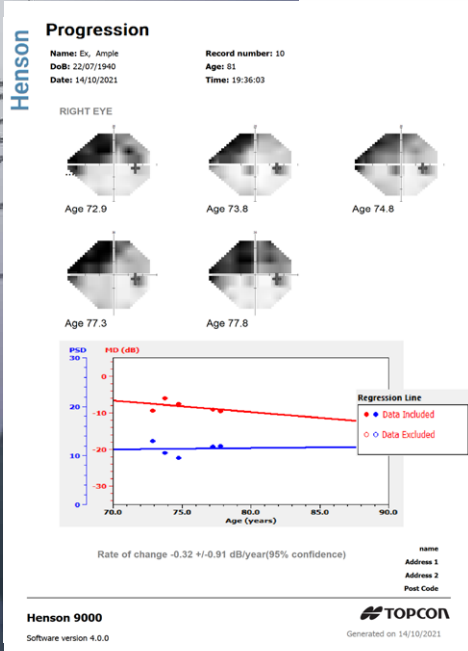 Henson
Progression
Name: Ex, Ample
Record number: 10
DoB: 22/07/1940
Age: 81
Date: 14/10/2021
Time: 19:36:03
RIGHT EYE
Age 72.9
Age 73.8
Age 74.8
Age 77.3
Age 77.8
PSD
MD (dB)
30
20
10
0
0
-10
-20
-30
70.0
75.0
80.0
85.0
90.0
Age (years)
Regression Line
Data Included
Data Excluded
Rate of change -0.32 +/-0.91 dB/year(95% confidence)
name
Address 1
Address 2
Post Code
Henson 9000
TOPCON
Software version 4.0.0
Generated on 14/10/2021